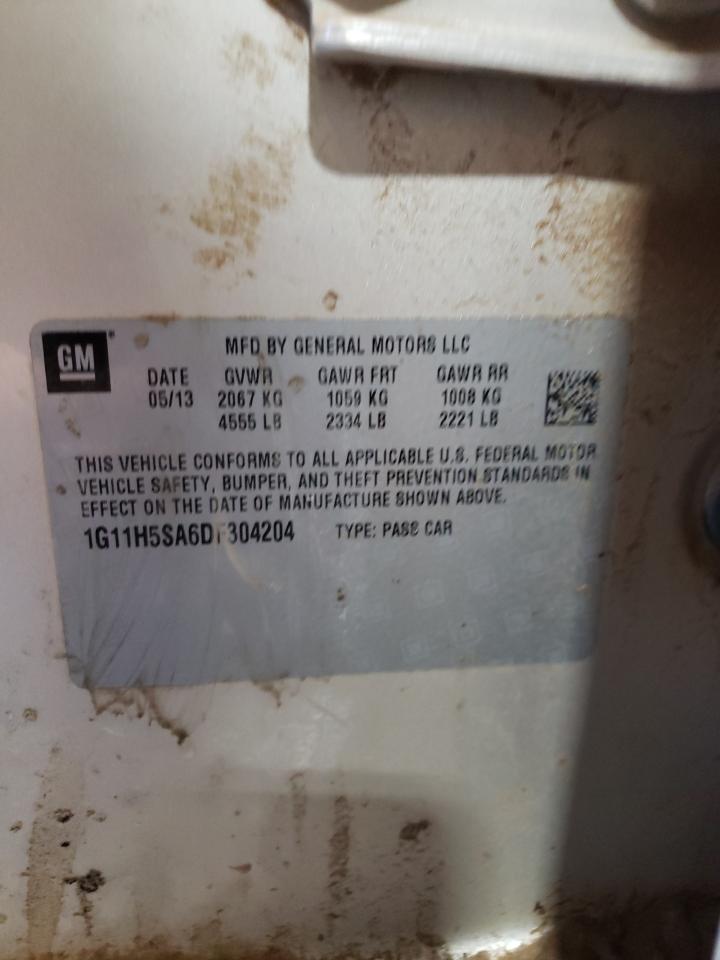 GM
MFD BY GENERAL MOTORS LLC
DATE GVWR GAWR FRT GAWR RR
05/13 2067 KG 1059 KG 1008 KG
4555 LB 2334 LB 2221 LB
THIS VEHICLE CONFORMS TO ALL APPLICABLE U.S. FEDERAL MOTOR
VEHICLE SAFETY, BUMPER, AND THEFT PREVENTION STANDARDS IN
EFFECT ON THE DATE OF MANUFACTURE SHOWN ABOVE.
TYPE: PASS CAR